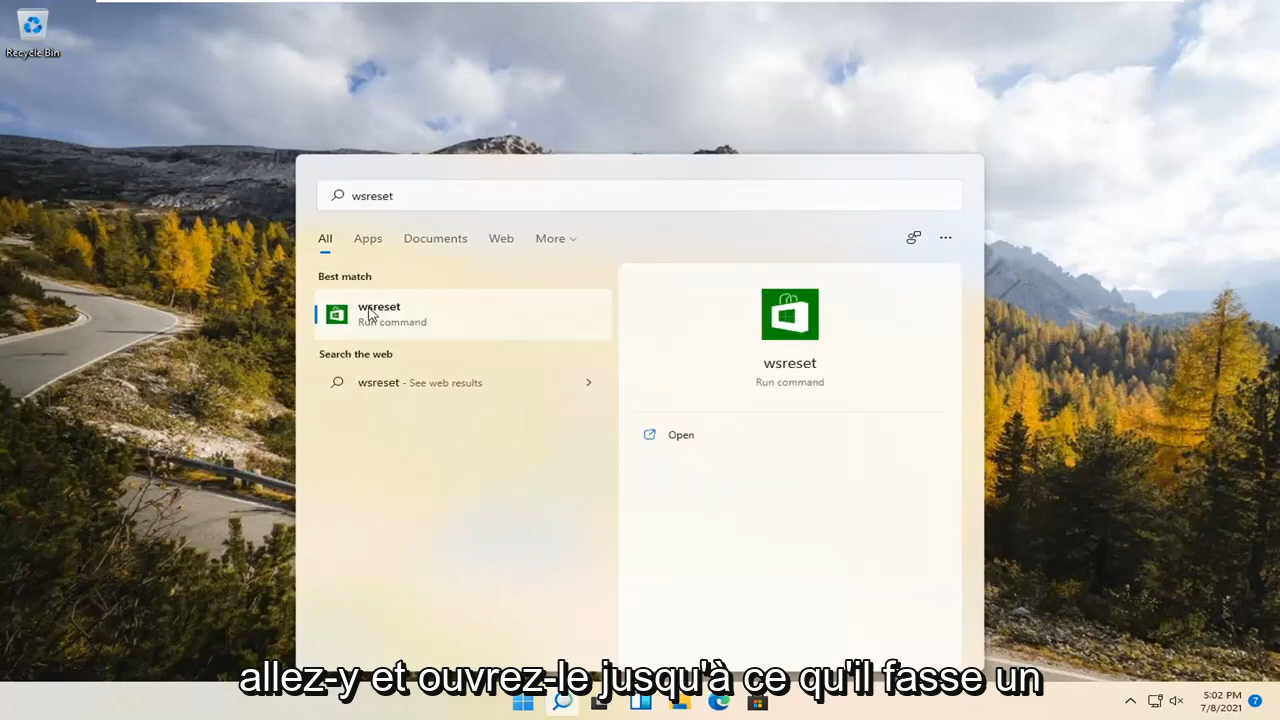 Recycle Bin
wsreset
All Apps Documents Web More
Best match
wsreset
Run command
Search the web
wsreset - See web results
wsreset
Run command
Open
allez-y et ouvrez-le jusqu'à ce qu'il fasse un
5:02 PM
7/8/2021
7